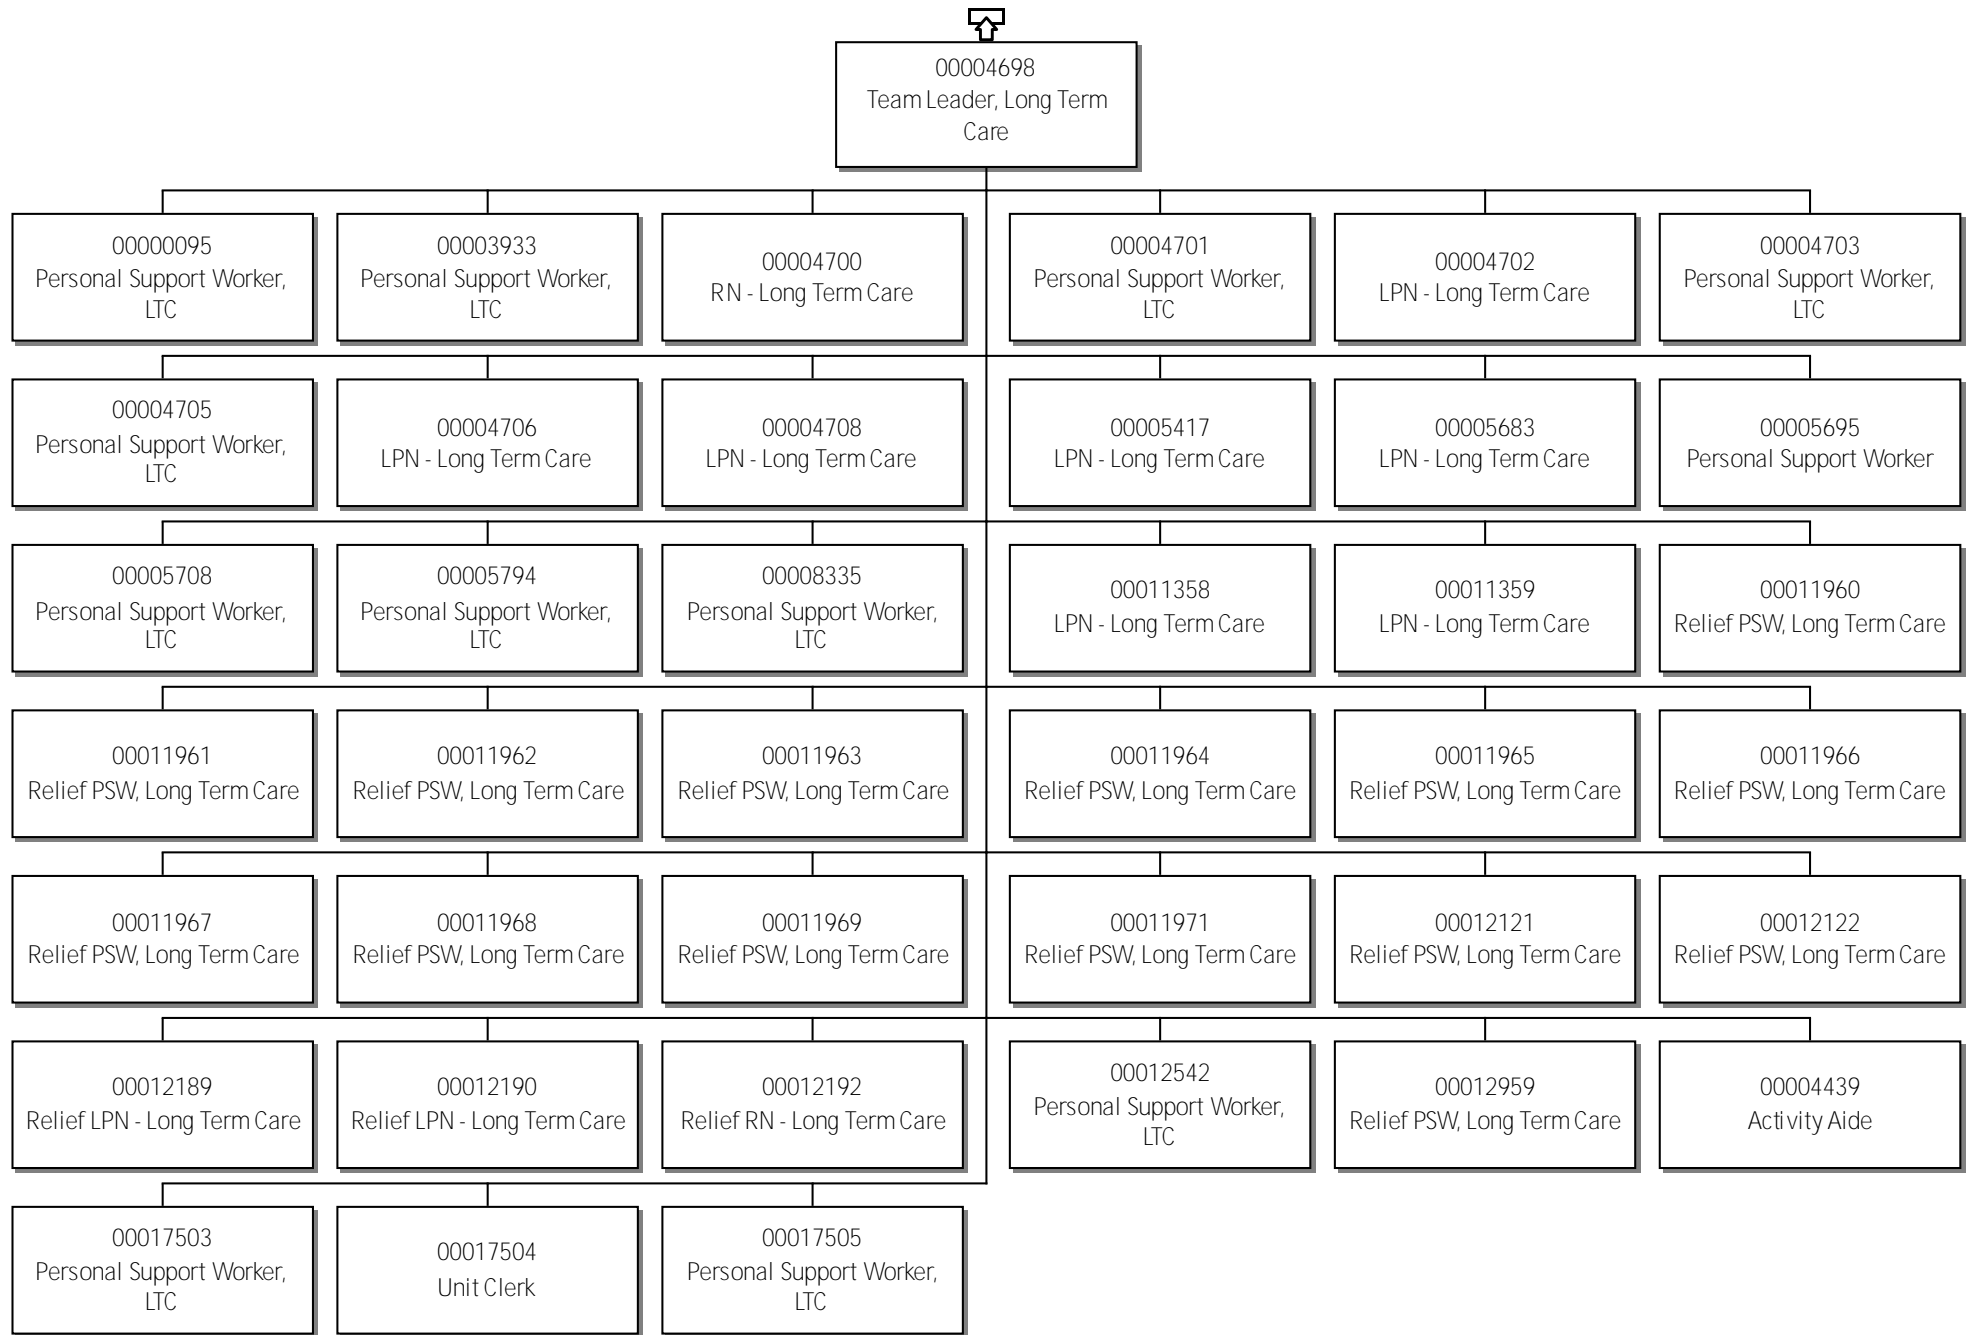 00004698
Team Leader, Long Term
Care
00000095
Personal Support Worker,
LTC
00003933
Personal Support Worker,
LTC
00004700
RN - Long Term Care
00004701
Personal Support Worker,
LTC
00004702
LPN - Long Term Care
00004703
Personal Support Worker,
LTC
00004705
Personal Support Worker,
LTC
00004706
LPN - Long Term Care
00004708
LPN - Long Term Care
00005417
LPN - Long Term Care
00005683
LPN - Long Term Care
00005695
Personal Support Worker
00005708
Personal Support Worker,
LTC
00005794
Personal Support Worker,
LTC
00008335
Personal Support Worker,
LTC
00011358
LPN - Long Term Care
00011359
LPN - Long Term Care
00011960
Relief PSW, Long Term Care
00011961
Relief PSW, Long Term Care
00011962
Relief PSW, Long Term Care
00011963
Relief PSW, Long Term Care
00011964
Relief PSW, Long Term Care
00011965
Relief PSW, Long Term Care
00011966
Relief PSW, Long Term Care
00011967
Relief PSW, Long Term Care
00011968
Relief PSW, Long Term Care
00011969
Relief PSW, Long Term Care
00011971
Relief PSW, Long Term Care
00012121
Relief PSW, Long Term Care
00012122
Relief PSW, Long Term Care
00012189
Relief LPN - Long Term Care
00012190
Relief LPN - Long Term Care
00012192
Relief RN - Long Term Care
00012542
Personal Support Worker,
LTC
00012959
Relief PSW, Long Term Care
00004439
Activity Aide
00017503
Personal Support Worker,
LTC
00017504
Unit Clerk
00017505
Personal Support Worker,
LTC